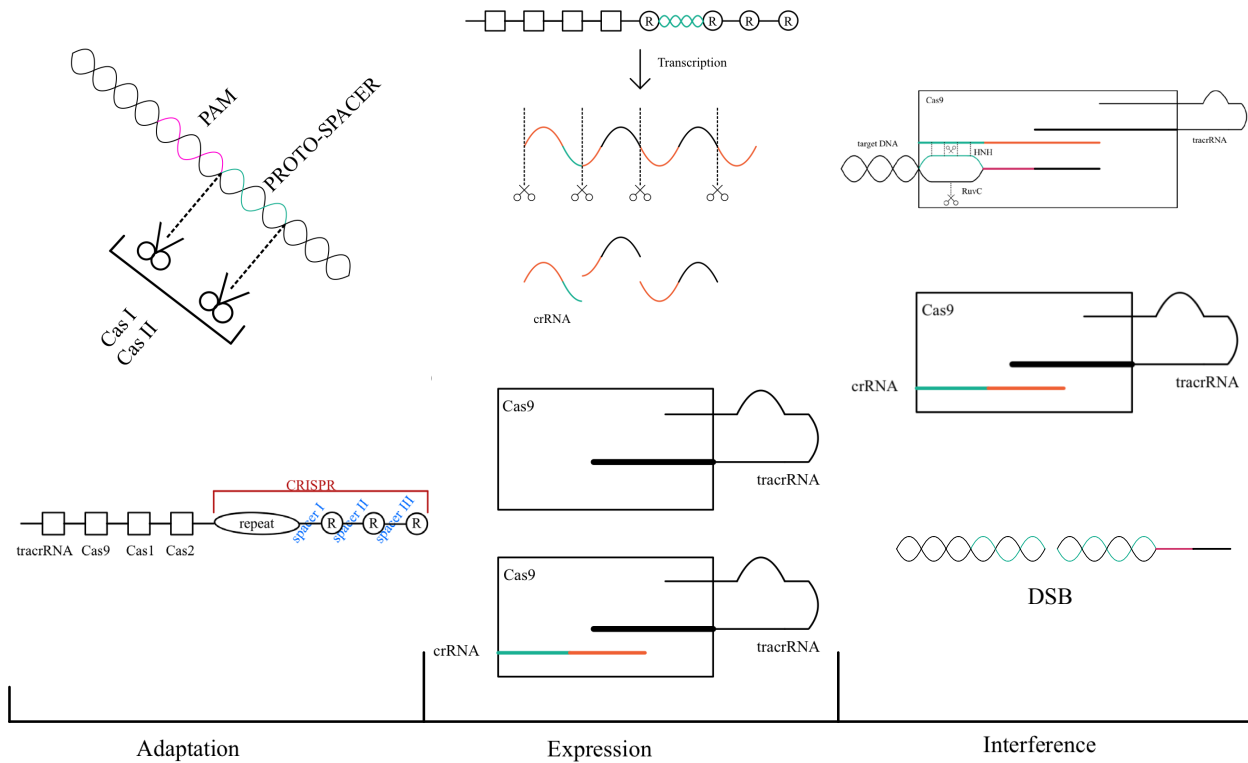 PAM
PROTO-SPACER
Cas I
Cas II
CRISPR
repeat
spacer I
R
spacer II
R
spacer III
R
tracrRNA
Cas9
Cas1
Cas2
Adaptation
R
R
R
R
Transcription
crRNA
Cas9
tracrRNA
Cas9
crRNA
tracrRNA
Expression
Cas9
target DNA
tracrRNA
HNH
RuvC
Cas9
crRNA
tracrRNA
DSB
Interference